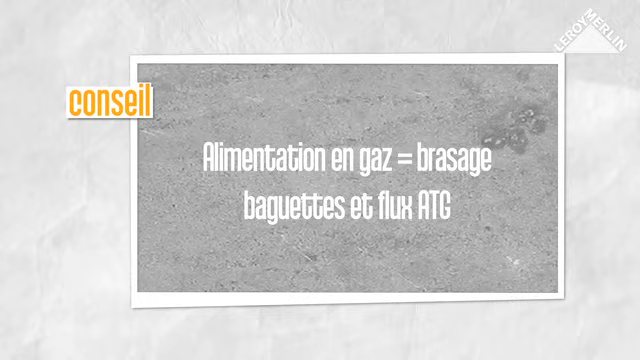 LEROY MERLIN
conseil
Alimentation en gaz = brasage
baguettes et flux ATG